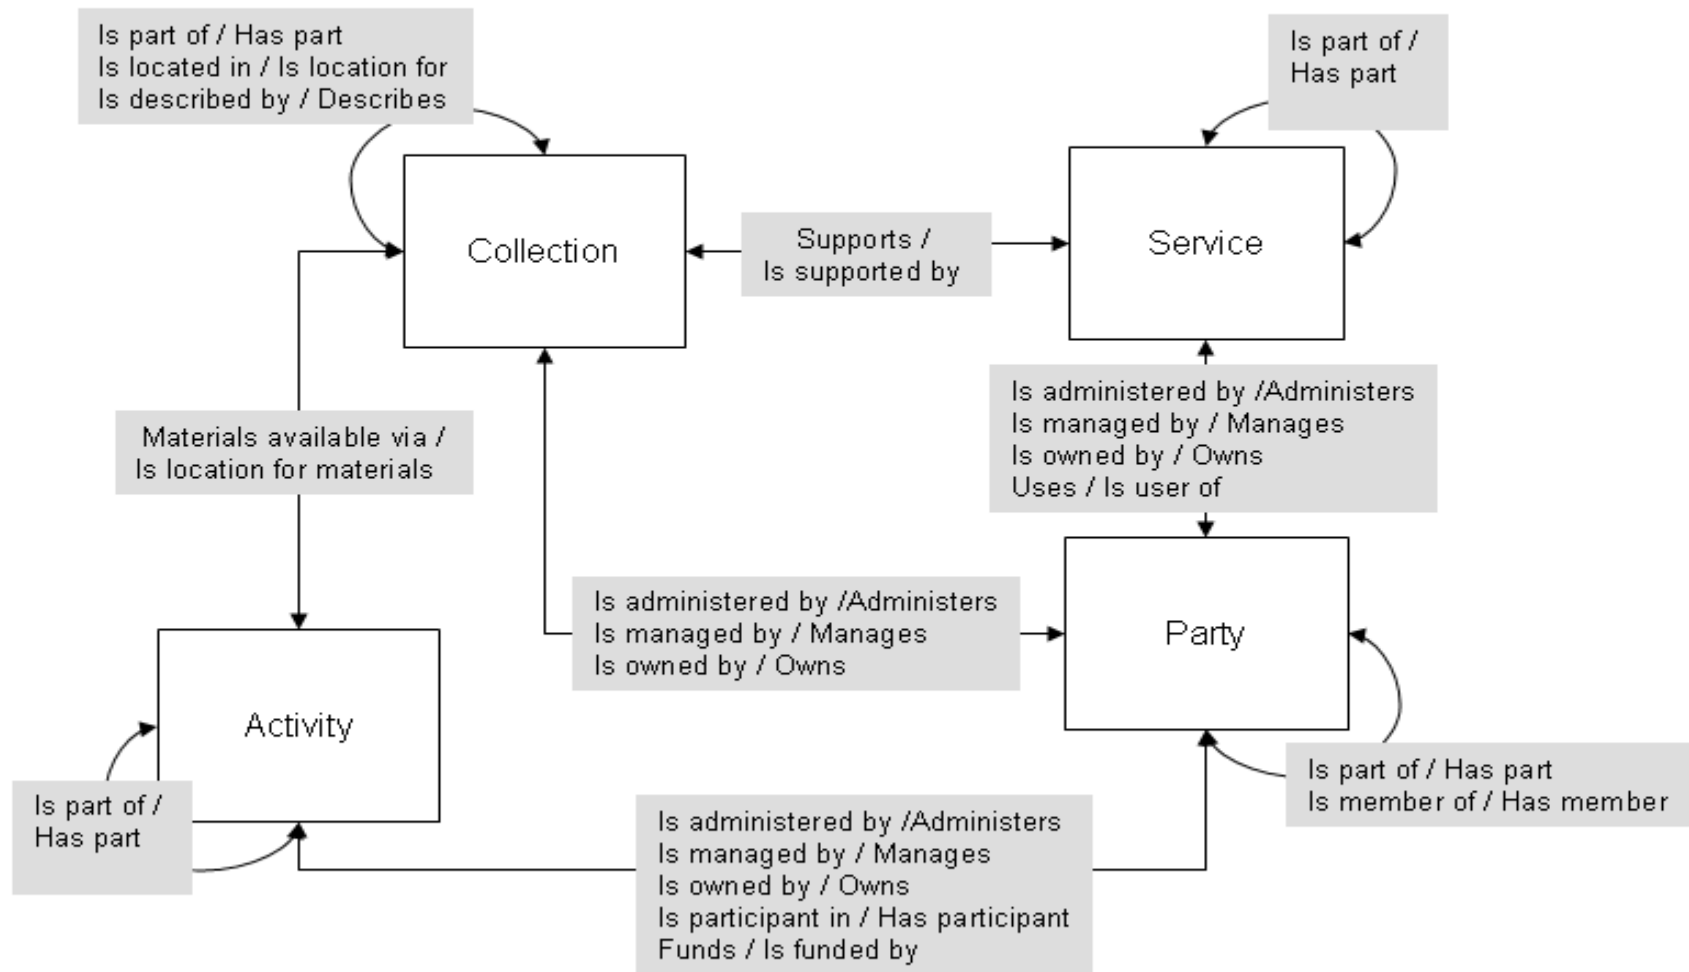 Is part of / Has part
Is located in / Is location for
Is described by / Describes
Is part of /
Has part
Collection
Supports /
Is supported by
Service
Is administered by /Administers
Is managed by / Manages
Is owned by / Owns
Uses / Is user of
Materials available via /
Is location for materials
Is administered by /Administers
Is managed by / Manages
Is owned by / Owns
Party
Activity
Is part of /
Has part
Is part of / Has part
Is member of / Has member
Is administered by /Administers
Is managed by / Manages
Is owned by / Owns
Is participant in / Has participant
Funds / Is funded by